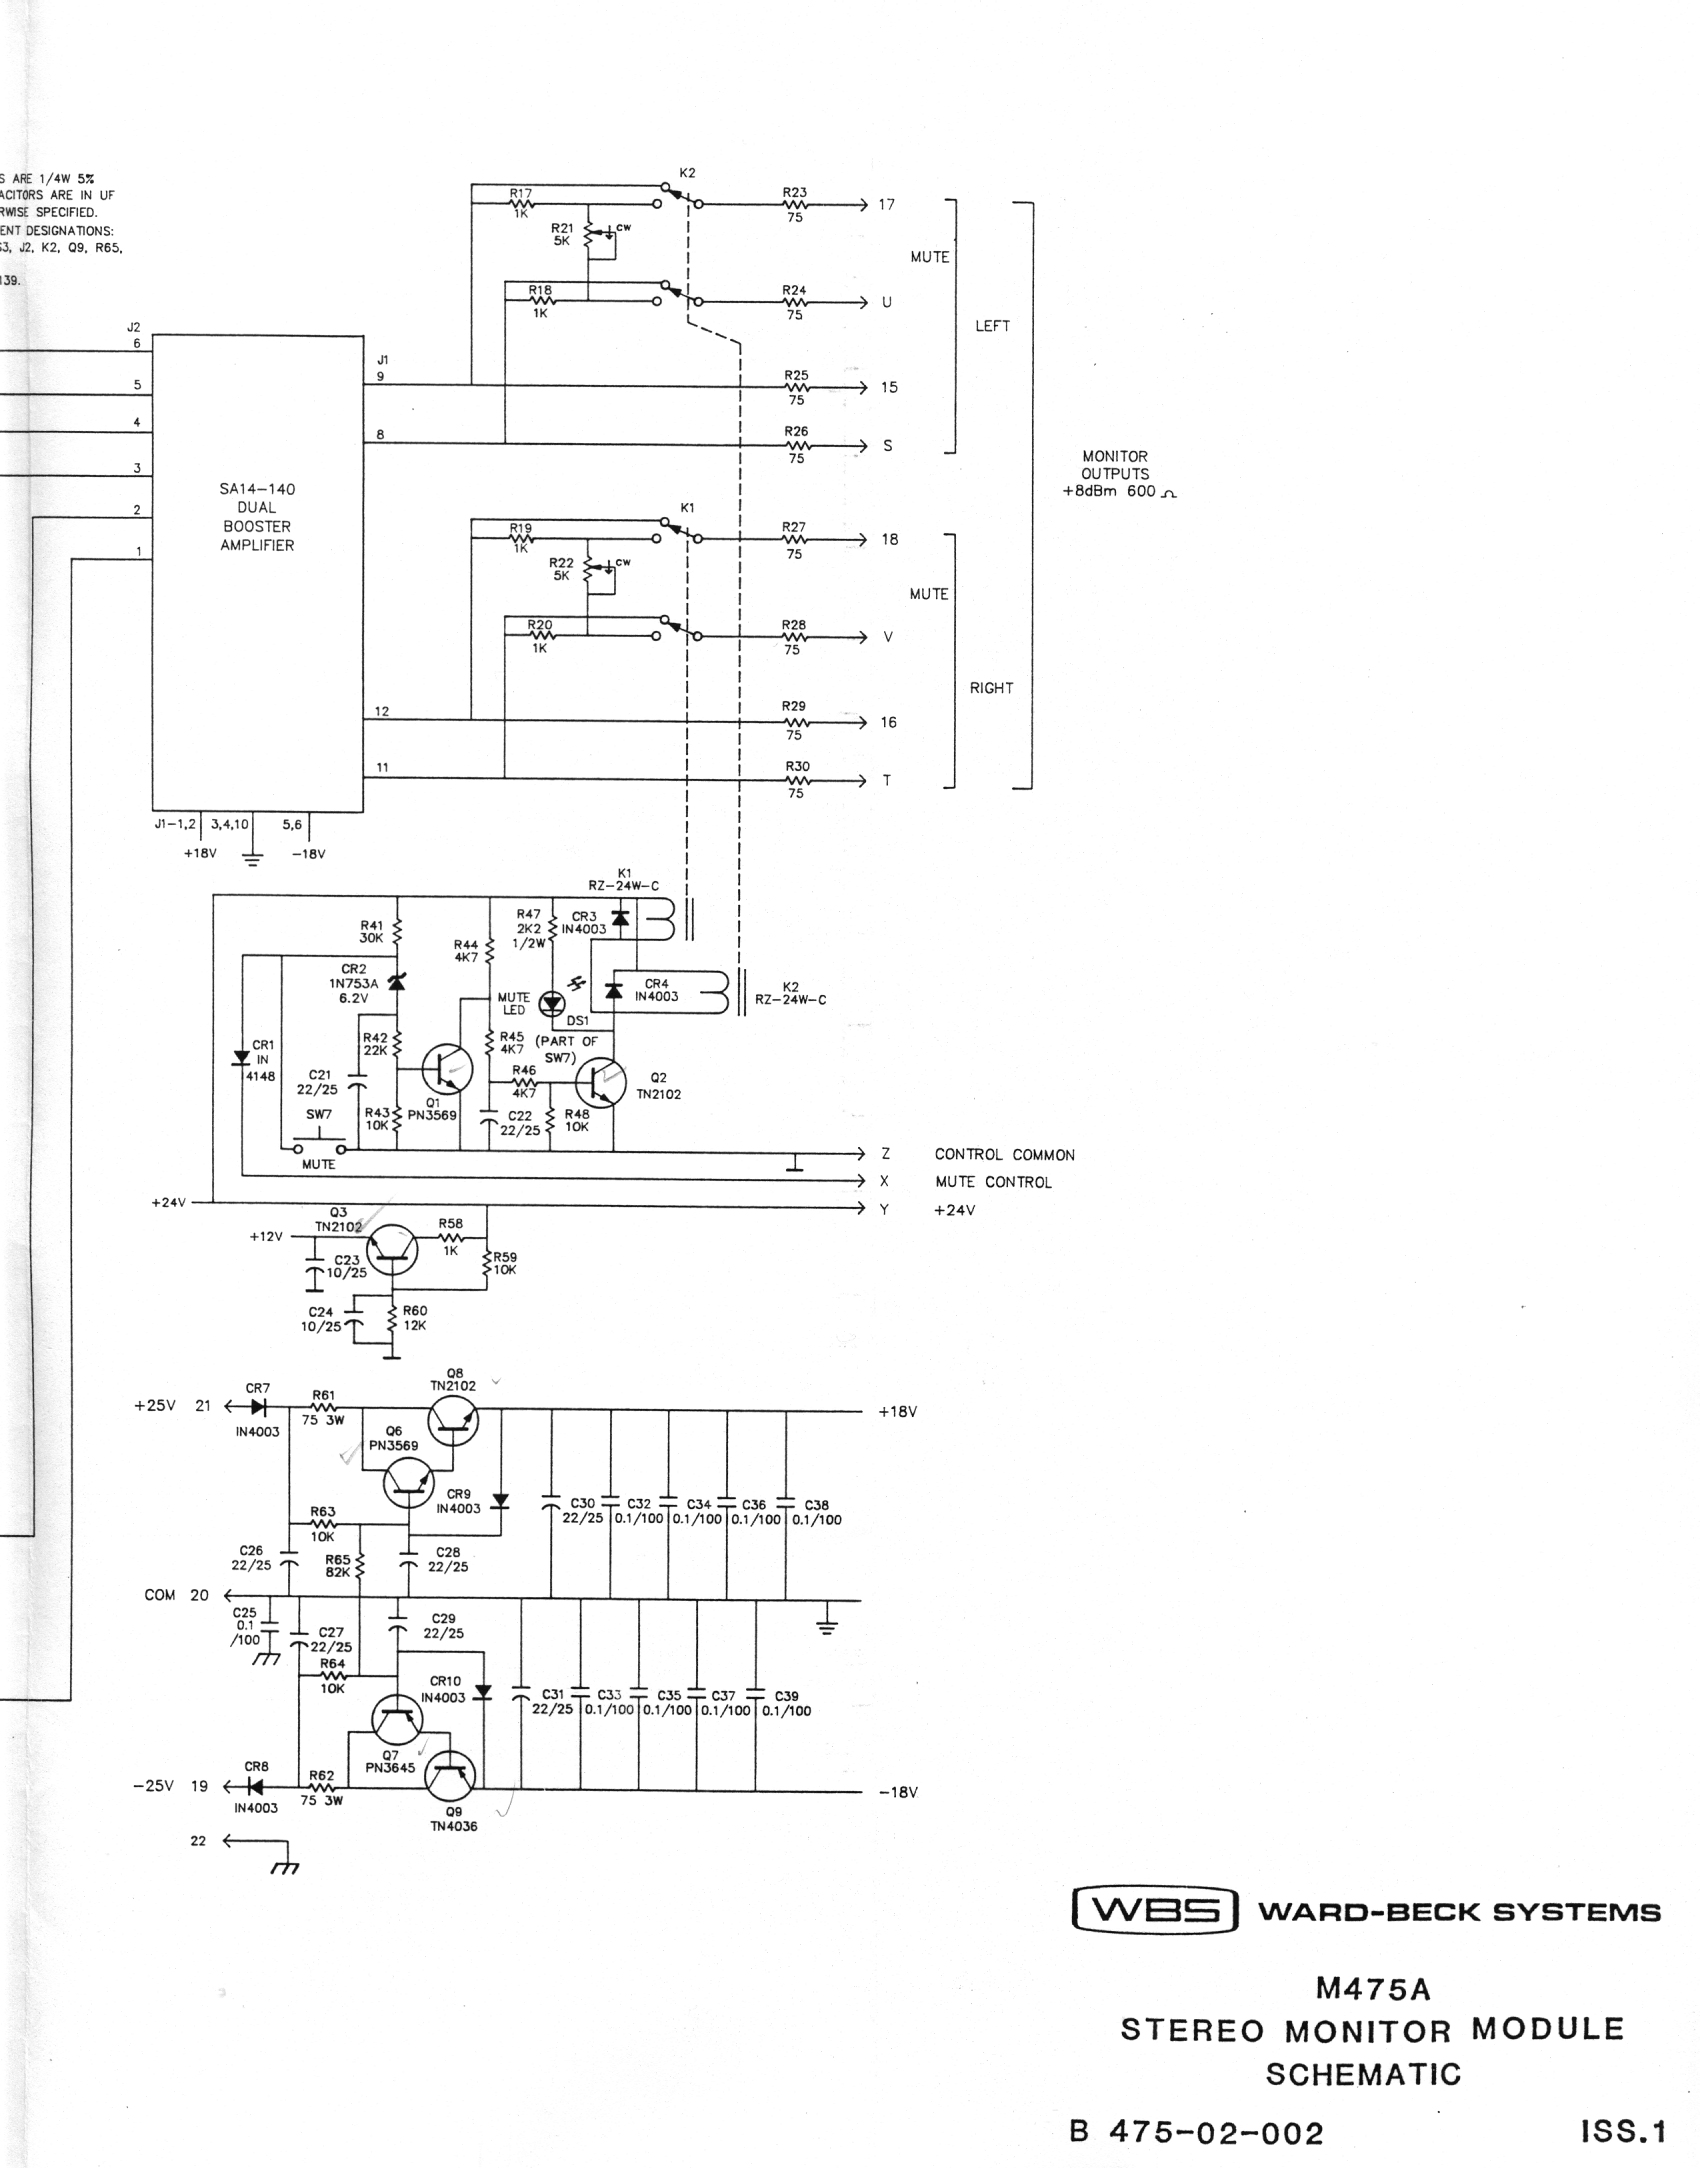 S ARE 1/4W 5%
ACITORS ARE IN UF
RWISE SPECIFIED.
ENT DESIGNATIONS:
S3, J2, K2, Q9, R65,
139.
J2
6
5
4
3
2
1
SA14-140
DUAL
BOOSTER
AMPLIFIER
J1
9
8
12
11
J1-1,2
3,4,10
5,6
+18V
-18V
K2
R17
1K
R21
5K
CW
R18
1K
R23
75
17
R24
75
U
R25
75
15
R26
75
S
MUTE
LEFT
MONITOR
OUTPUTS
+8dBm 600 Ω
K1
R19
1K
R22
5K
CW
R20
1K
R27
75
18
R28
75
V
R29
75
16
R30
75
T
MUTE
RIGHT
K1
RZ-24W-C
R41
30K
R44
4K7
R47
2K2
1/2W
CR3
IN4003
CR2
1N753A
6.2V
MUTE
LED
DS1
(PART OF
SW7)
CR4
IN4003
K2
RZ-24W-C
CR1
IN
4148
R42
22K
R45
4K7
C21
22/25
R46
4K7
Q2
TN2102
SW7
R43
10K
Q1
PN3569
C22
22/25
R48
10K
MUTE
Z CONTROL COMMON
X MUTE CONTROL
+24V
Y +24V
Q3
TN2102
+12V
R58
1K
C23
10/25
R59
10K
C24
10/25
R60
12K
+25V 21
CR7
IN4003
R61
75 3W
Q8
TN2102
+18V
Q6
PN3569
CR9
IN4003
R63
10K
C26
22/25
R65
82K
C28
22/25
C30
22/25
C32
0.1/100
C34
0.1/100
C36
0.1/100
C38
0.1/100
COM 20
C25
0.1
/100
C27
22/25
C29
22/25
R64
10K
CR10
IN4003
C31
22/25
C33
0.1/100
C35
0.1/100
C37
0.1/100
C39
0.1/100
Q7
PN3645
-25V 19
CR8
IN4003
R62
75 3W
Q9
TN4036
-18V
22
WBS WARD-BECK SYSTEMS
M475A
STEREO MONITOR MODULE
SCHEMATIC
B 475-02-002 ISS.1